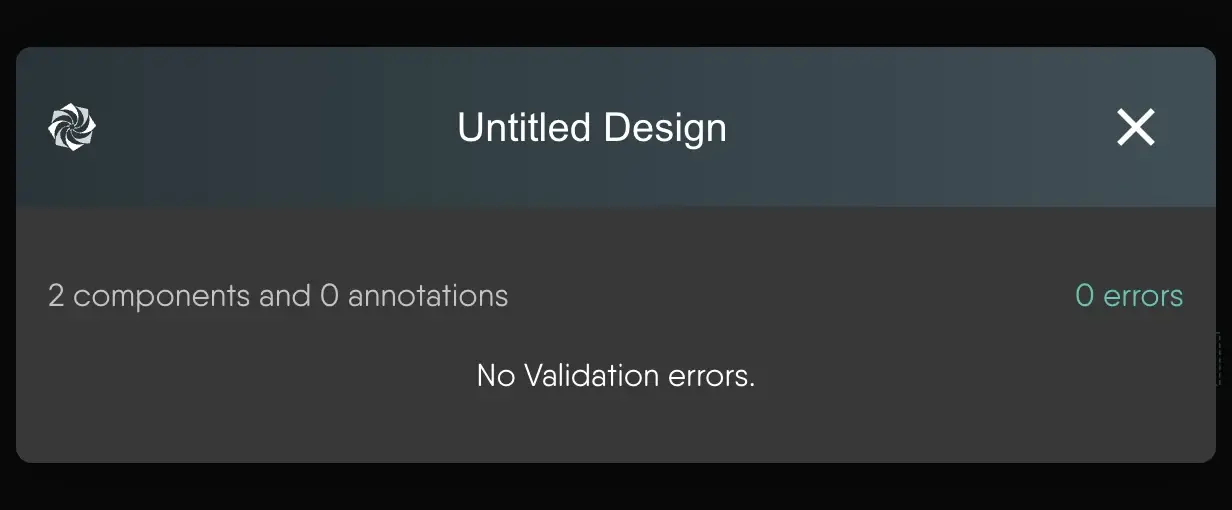 Untitled Design
2 components and 0 annotations
0 errors
No Validation errors.